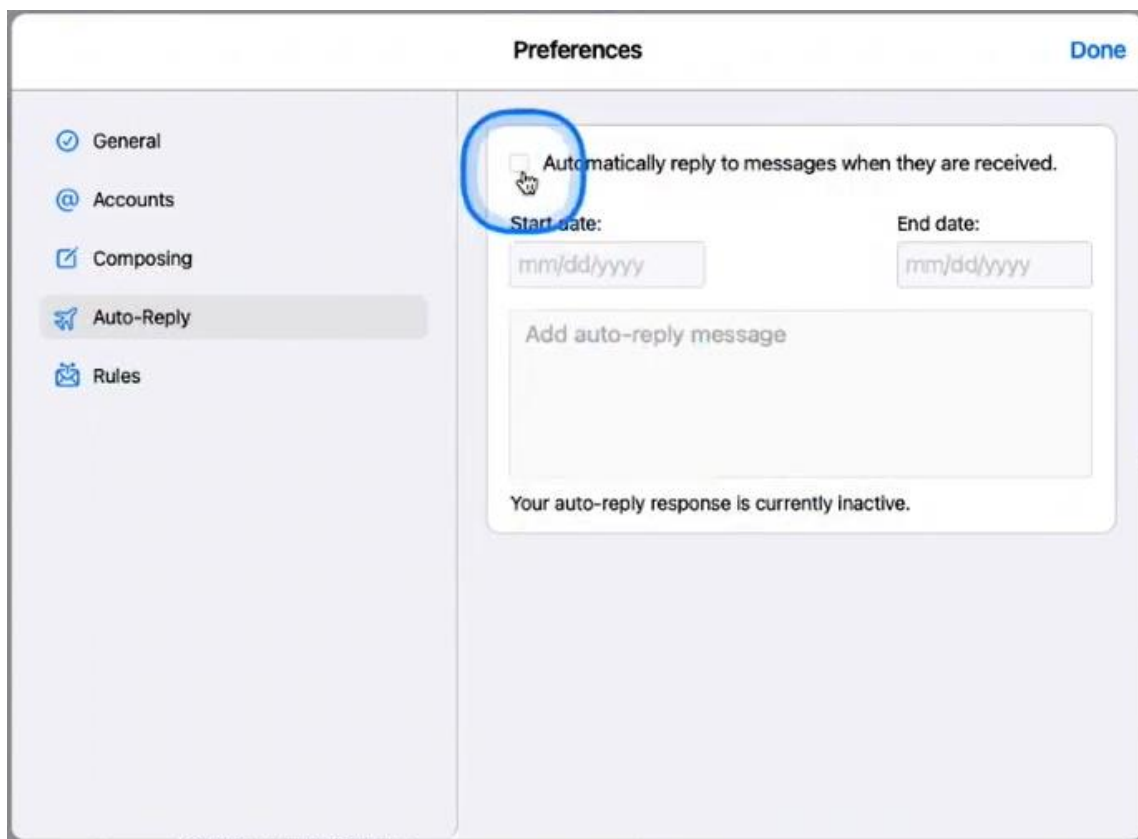 Preferences
Done
General
Accounts
Composing
Auto-Reply
Rules
Automatically reply to messages when they are received.
Start date:
End date:
mm/dd/yyyy
mm/dd/yyyy
Add auto-reply message
Your auto-reply response is currently inactive.